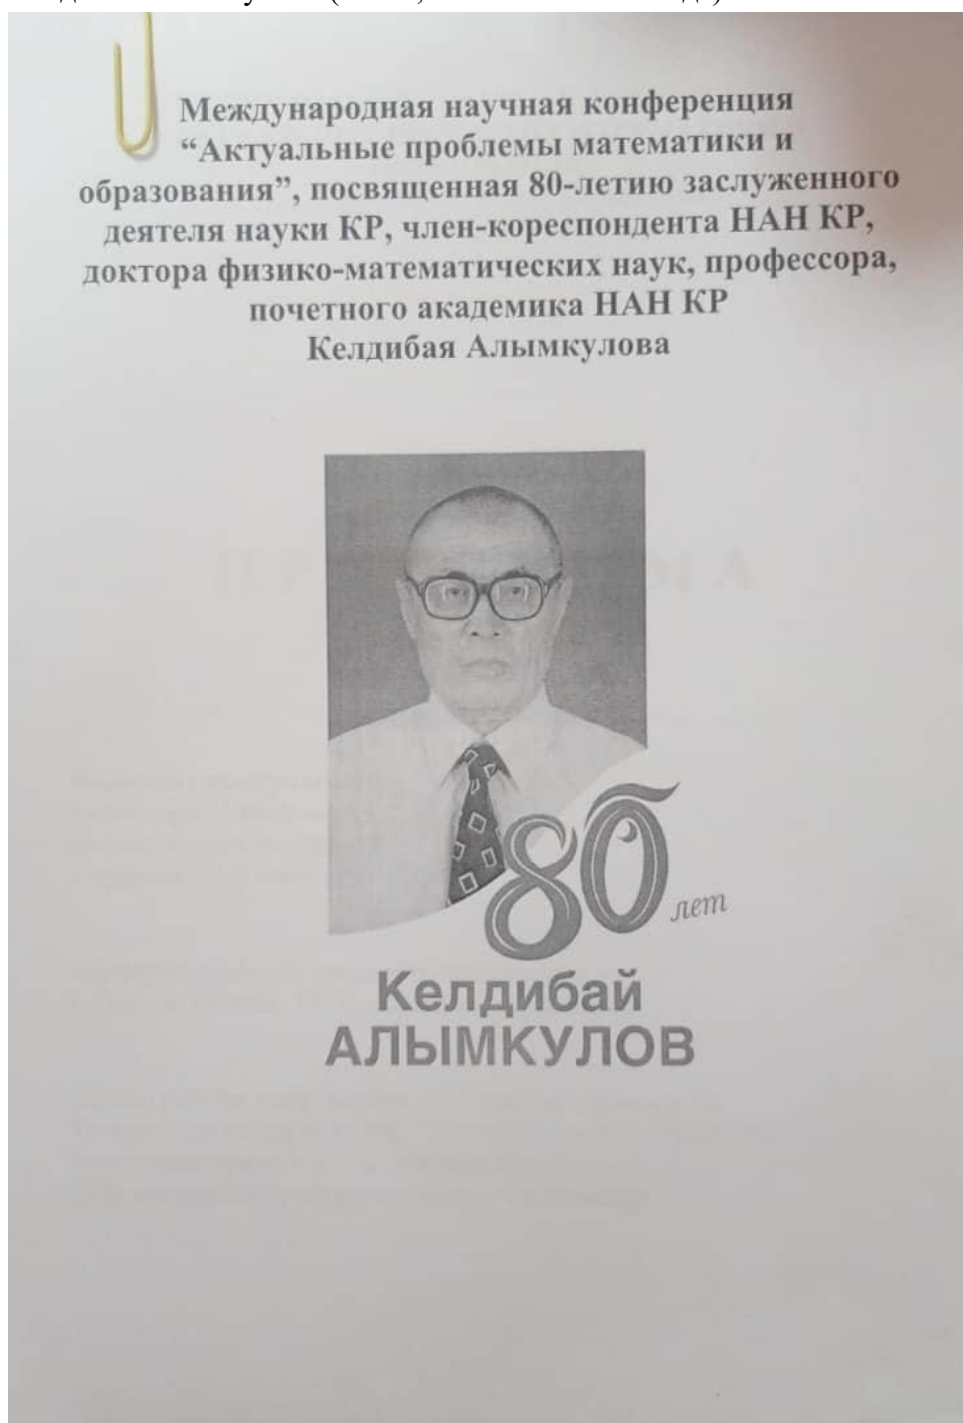 Международная научная конференция
“Актуальные проблемы математики и
образования”, посвященная 80-летию заслуженного
деятеля науки КР, член-кореспондента НАН КР,
доктора физико-математических наук, профессора,
почетного академика НАН КР
Келдибая Алымкулова
80 лет
Келдибай
АЛЫМКУЛОВ